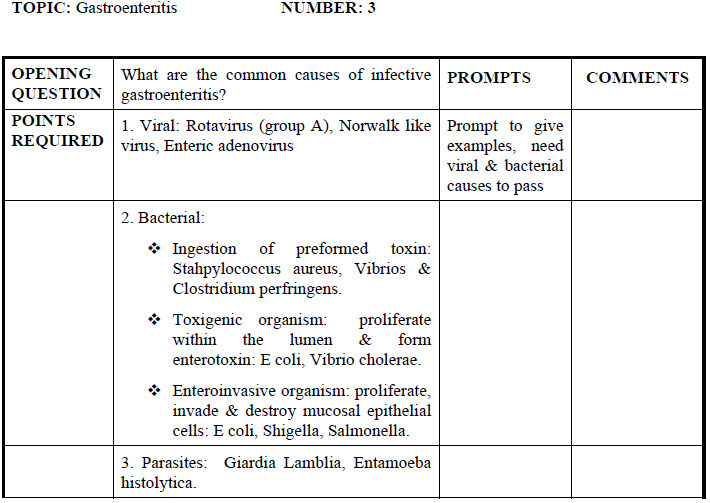 TOPIC: Gastroenteritis NUMBER: 3
OPENING QUESTION
What are the common causes of infective
gastroenteritis?
PROMPTS
COMMENTS
POINTS
REQUIRED
1. Viral: Rotavirus (group A), Norwalk like
virus, Enteric adenovirus
Prompt to give
examples, need
viral & bacterial
causes to pass
2. Bacterial:
❖ Ingestion of preformed toxin:
Stahpylococcus aureus, Vibrios &
Clostridium perfringens.
❖ Toxigenic organism: proliferate
within the lumen & form
enterotoxin: E coli, Vibrio cholerae.
❖ Enteroinvasive organism: proliferate,
invade & destroy mucosal epithelial
cells: E coli, Shigella, Salmonella.
3. Parasites: Giardia Lamblia, Entamoeba
histolytica.